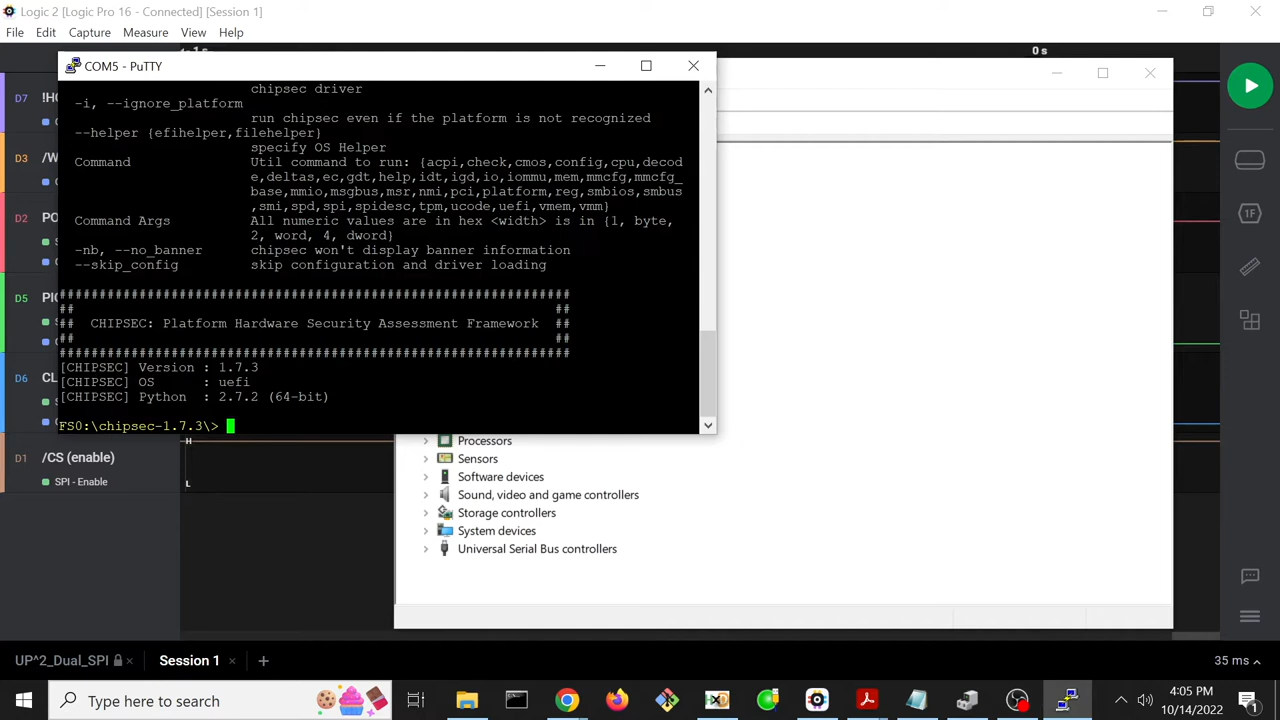 Logic 2 [Logic Pro 16 - Connected] [Session 1]
File Edit Capture Measure View Help
0 s
COM5 - PuTTY
chipsec driver
-i, --ignore_platform
run chipsec even if the platform is not recognized
--helper {efihelper,filehelper}
specify OS Helper
Command Util command to run: {acpi,check,cmos,config,cpu,decod
e,deltas,ec,gdt,help,idt,igd,io,iommu,mem,mmcfg,mmcfg_
base,mmio,msgbus,msr,nmi,pci,platform,reg,smbios,smbus
,smi,spd,spi,spidesc,tpm,ucode,uefi,vmem,vmm}
Command Args All numeric values are in hex <width> is in {1, byte,
2, word, 4, dword}
-nb, --no_banner chipsec won't display banner information
--skip_config skip configuration and driver loading
################################################################
## ##
## CHIPSEC: Platform Hardware Security Assessment Framework ##
## ##
################################################################
[CHIPSEC] Version : 1.7.3
[CHIPSEC] OS : uefi
[CHIPSEC] Python : 2.7.2 (64-bit)
FS0:\chipsec-1.7.3\>
D7 !HO
D3 /W
D2 PO
S
D5 PIC
S
D6 CL
S
H
D1 /CS (enable)
SPI - Enable
L
1F
Processors
Sensors
Software devices
Sound, video and game controllers
Storage controllers
System devices
Universal Serial Bus controllers
UP^2_Dual_SPI × Session 1 × + 35 ms
Type here to search
4:05 PM
10/14/2022
1